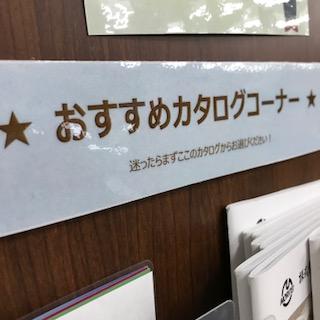 ★ おすすめカタログコーナー ★
迷ったらまずここのカタログからお選びください！